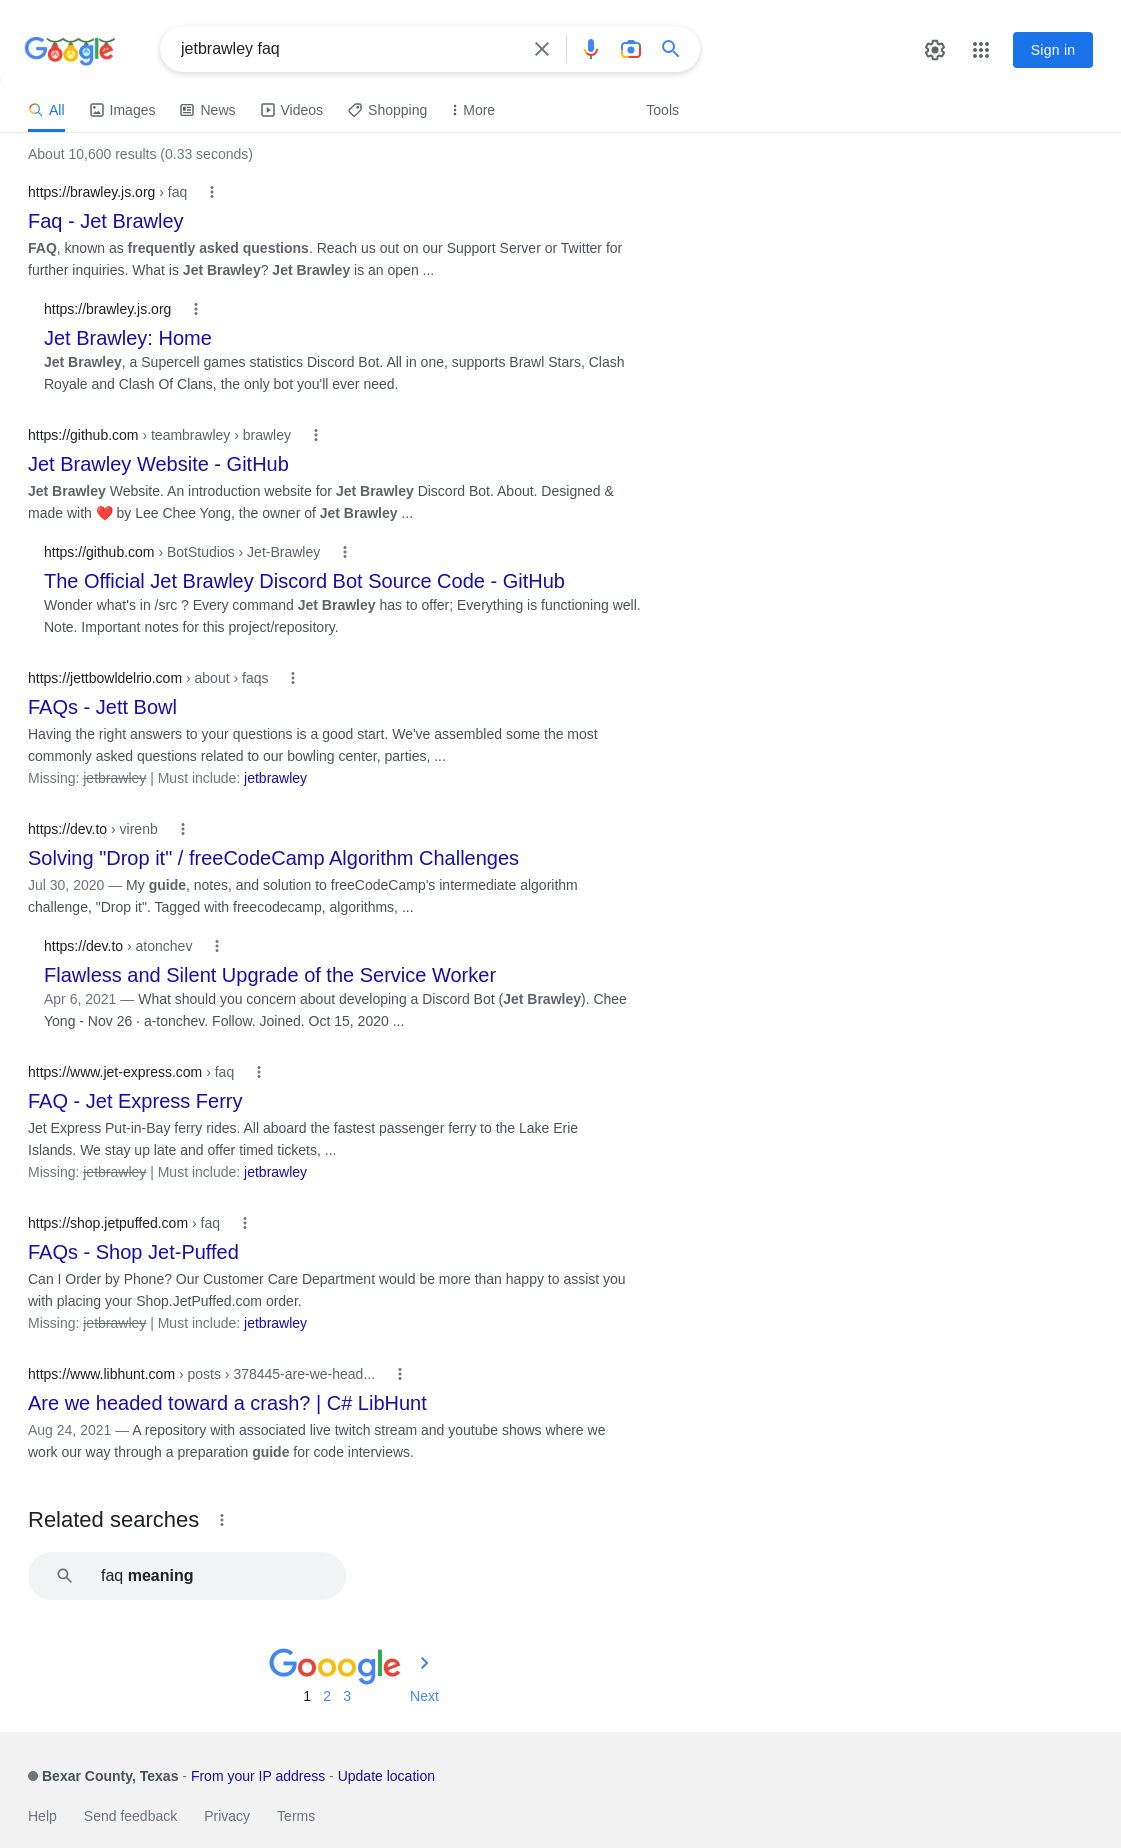 Google
jetbrawley faq
Sign in
All Images News Videos Shopping More Tools
About 10,600 results (0.33 seconds)
https://brawley.js.org › faq
Faq - Jet Brawley
FAQ, known as frequently asked questions. Reach us out on our Support Server or Twitter for
further inquiries. What is Jet Brawley? Jet Brawley is an open ...
https://brawley.js.org
Jet Brawley: Home
Jet Brawley, a Supercell games statistics Discord Bot. All in one, supports Brawl Stars, Clash
Royale and Clash Of Clans, the only bot you'll ever need.
https://github.com › teambrawley › brawley
Jet Brawley Website - GitHub
Jet Brawley Website. An introduction website for Jet Brawley Discord Bot. About. Designed &
made with ❤️ by Lee Chee Yong, the owner of Jet Brawley ...
https://github.com › BotStudios › Jet-Brawley
The Official Jet Brawley Discord Bot Source Code - GitHub
Wonder what's in /src ? Every command Jet Brawley has to offer; Everything is functioning well.
Note. Important notes for this project/repository.
https://jettbowldelrio.com › about › faqs
FAQs - Jett Bowl
Having the right answers to your questions is a good start. We've assembled some the most
commonly asked questions related to our bowling center, parties, ...
Missing: jetbrawley | Must include: jetbrawley
https://dev.to › virenb
Solving "Drop it" / freeCodeCamp Algorithm Challenges
Jul 30, 2020 — My guide, notes, and solution to freeCodeCamp's intermediate algorithm
challenge, "Drop it". Tagged with freecodecamp, algorithms, ...
https://dev.to › atonchev
Flawless and Silent Upgrade of the Service Worker
Apr 6, 2021 — What should you concern about developing a Discord Bot (Jet Brawley). Chee
Yong - Nov 26 · a-tonchev. Follow. Joined. Oct 15, 2020 ...
https://www.jet-express.com › faq
FAQ - Jet Express Ferry
Jet Express Put-in-Bay ferry rides. All aboard the fastest passenger ferry to the Lake Erie
Islands. We stay up late and offer timed tickets, ...
Missing: jetbrawley | Must include: jetbrawley
https://shop.jetpuffed.com › faq
FAQs - Shop Jet-Puffed
Can I Order by Phone? Our Customer Care Department would be more than happy to assist you
with placing your Shop.JetPuffed.com order.
Missing: jetbrawley | Must include: jetbrawley
https://www.libhunt.com › posts › 378445-are-we-head...
Are we headed toward a crash? | C# LibHunt
Aug 24, 2021 — A repository with associated live twitch stream and youtube shows where we
work our way through a preparation guide for code interviews.
Related searches
faq meaning
Gooogle
1 2 3 Next
Bexar County, Texas - From your IP address - Update location
Help Send feedback Privacy Terms